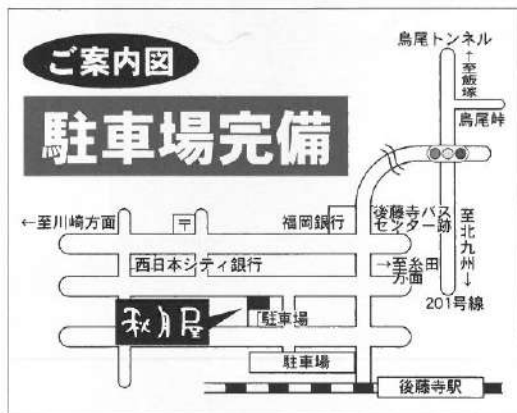 ご案内図
駐車場完備
烏尾トンネル
←至飯塚
烏尾峠
←至川崎方面
〒
福岡銀行
後藤寺バス
センター跡
至北九州→
西日本シティ銀行
→至糸田
方面
201号線
秋月屋
駐車場
駐車場
後藤寺駅